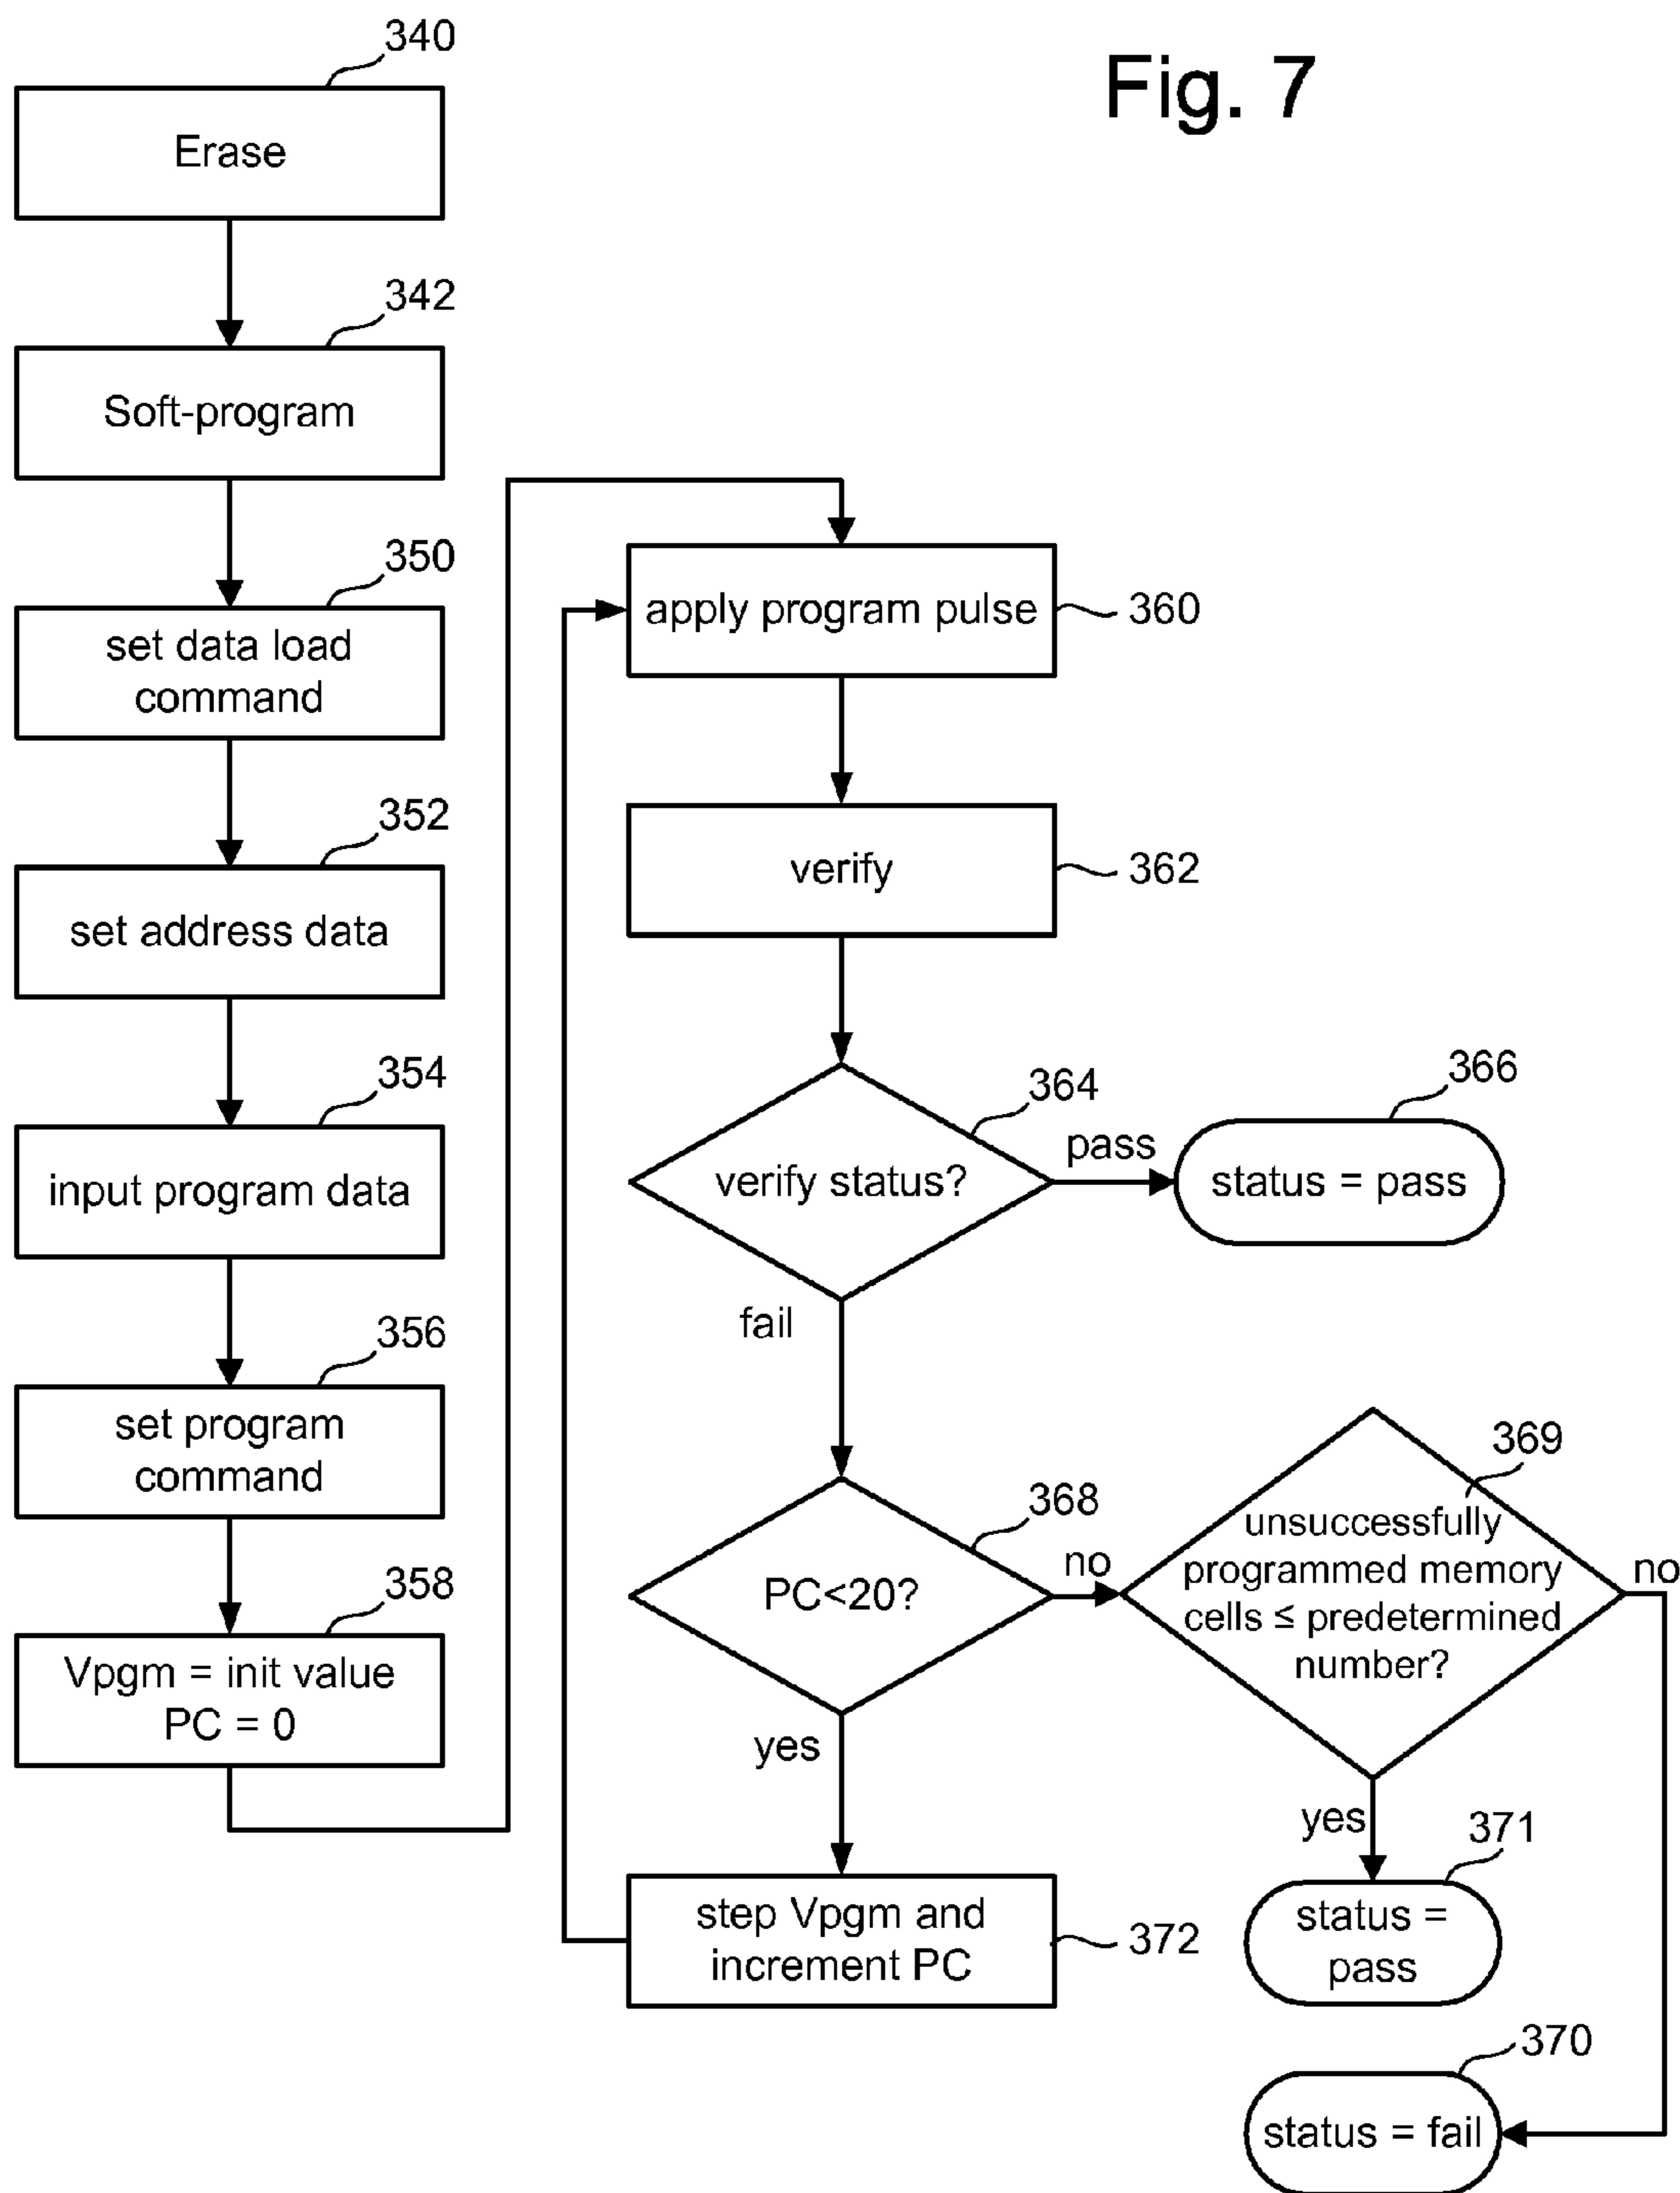 Fig. 7
340
Erase
342
Soft-program
350
set data load
command
352
set address data
354
input program data
356
set program
command
358
Vpgm = init value
PC = 0
apply program pulse
360
verify
362
364
verify status?
pass
366
status = pass
fail
368
PC<20?
no
369
unsuccessfully
programmed memory
cells ≤ predetermined
number?
no
yes
yes
371
status =
pass
step Vpgm and
increment PC
372
370
status = fail